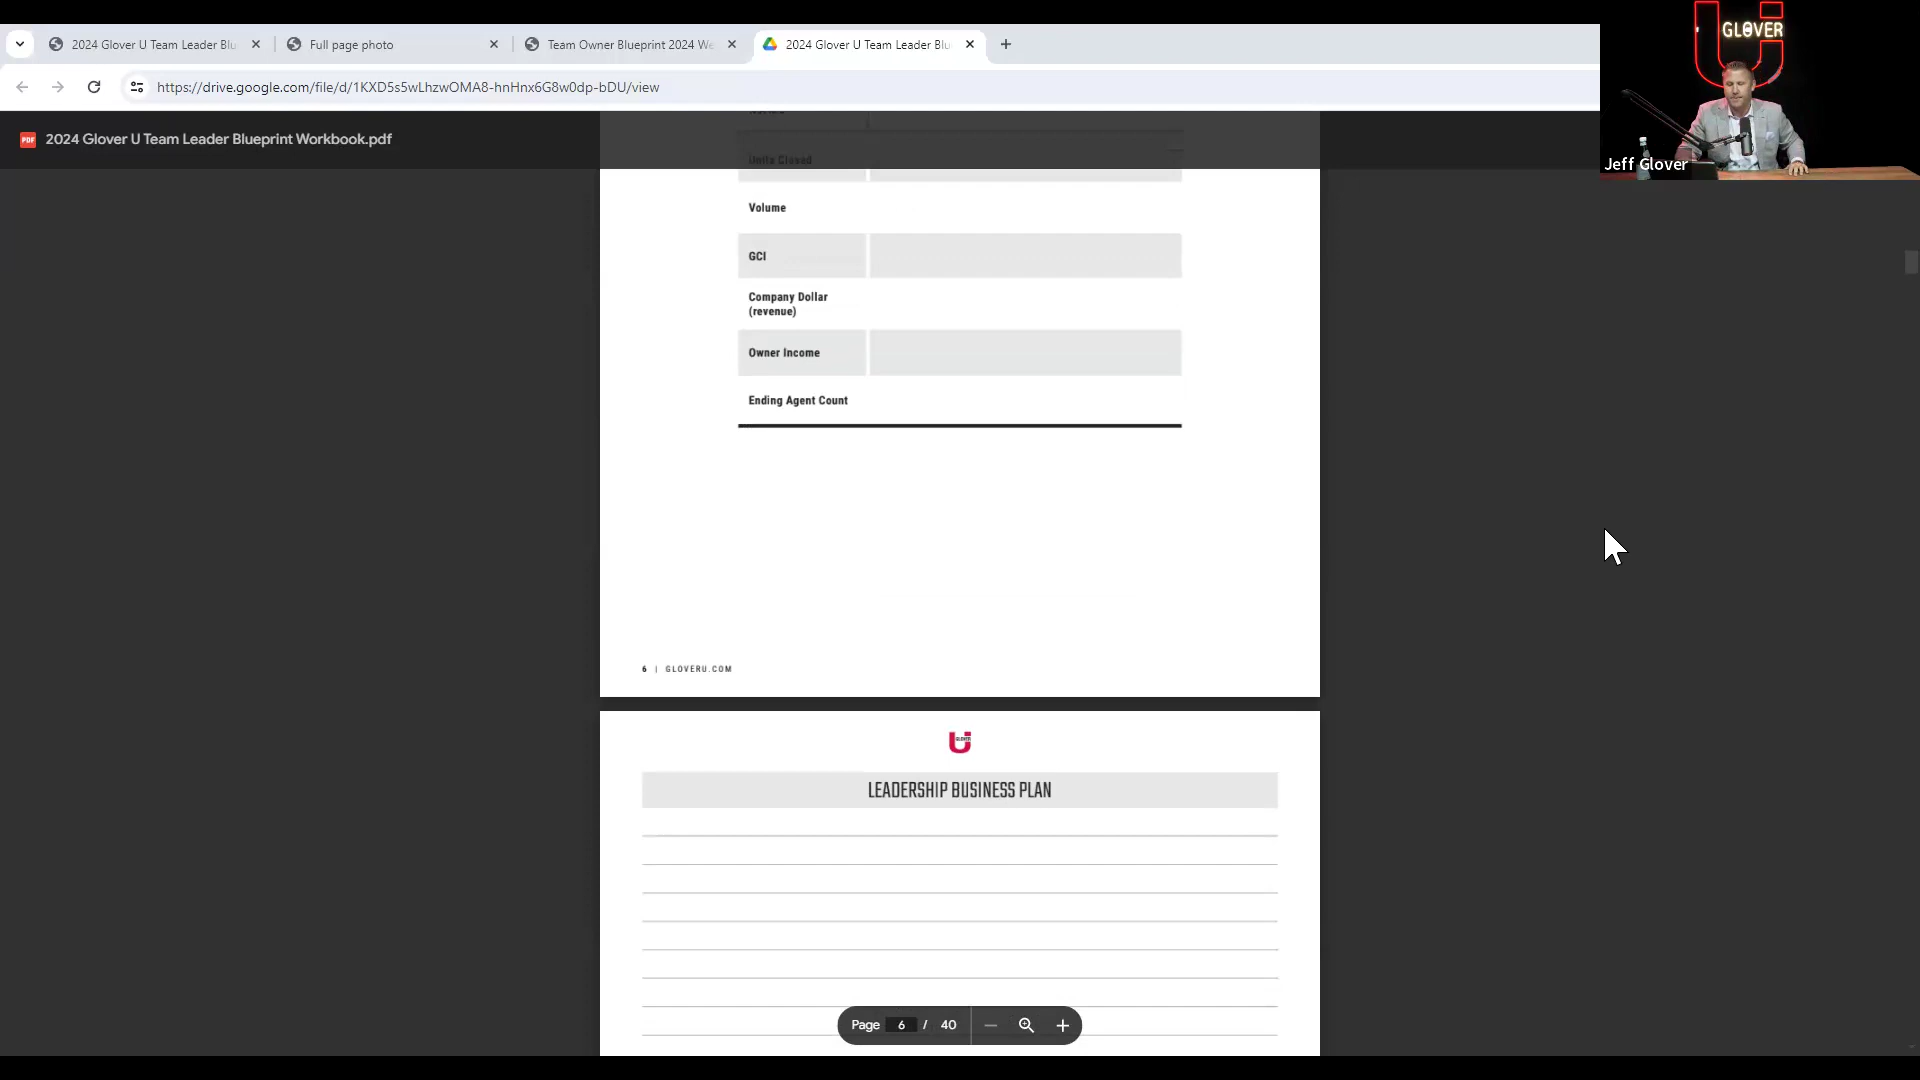 2024 Glover U Team Leader Blu
Full page photo
Team Owner Blueprint 2024 We
2024 Glover U Team Leader Blu
https://drive.google.com/file/d/1KXD5s5wLhzwOMA8-hnHnx6G8w0dp-bDU/view
GLOVER
Jeff Glover
PDF
2024 Glover U Team Leader Blueprint Workbook.pdf
Units Closed
Volume
GCI
Company Dollar
(revenue)
Owner Income
Ending Agent Count
6 | GLOVERU.COM
GLOVER
LEADERSHIP BUSINESS PLAN
Page 6 / 40